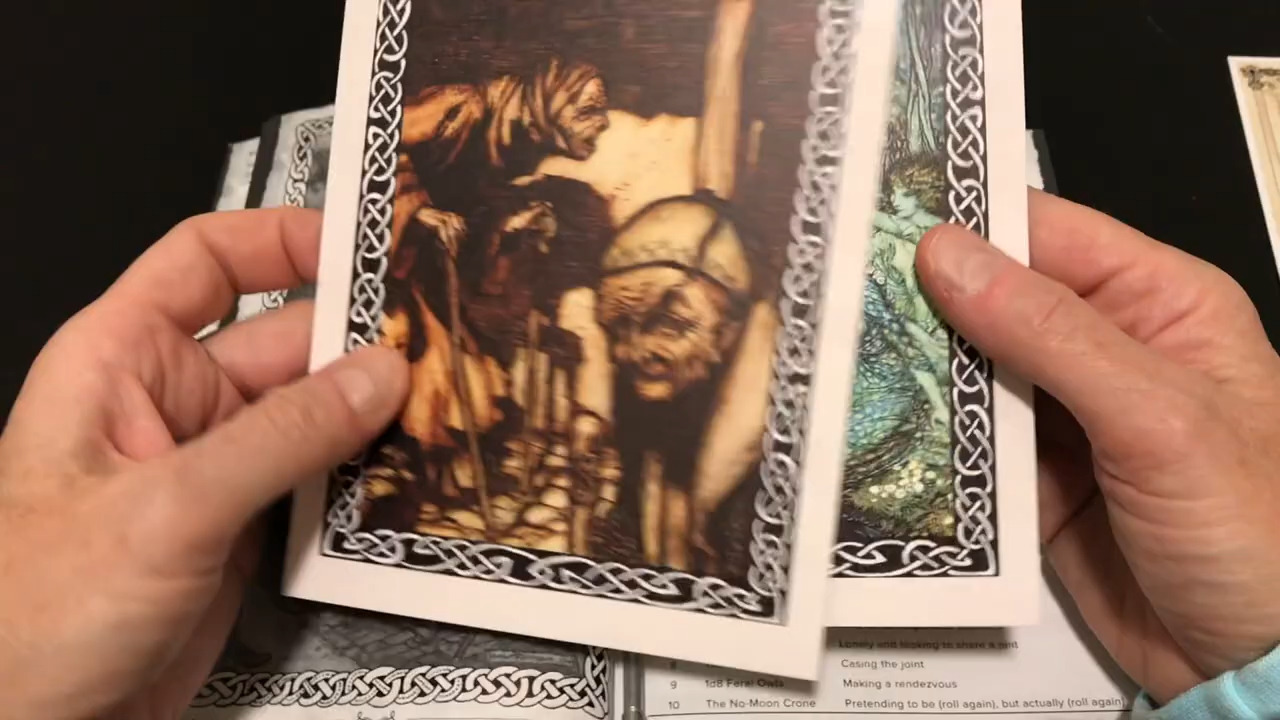 Lonely and looking to share a pint
8 Casing the joint
9 1d8 Feral Owls Making a rendezvous
10 The No-Moon Crone Pretending to be (roll again), but actually (roll again)